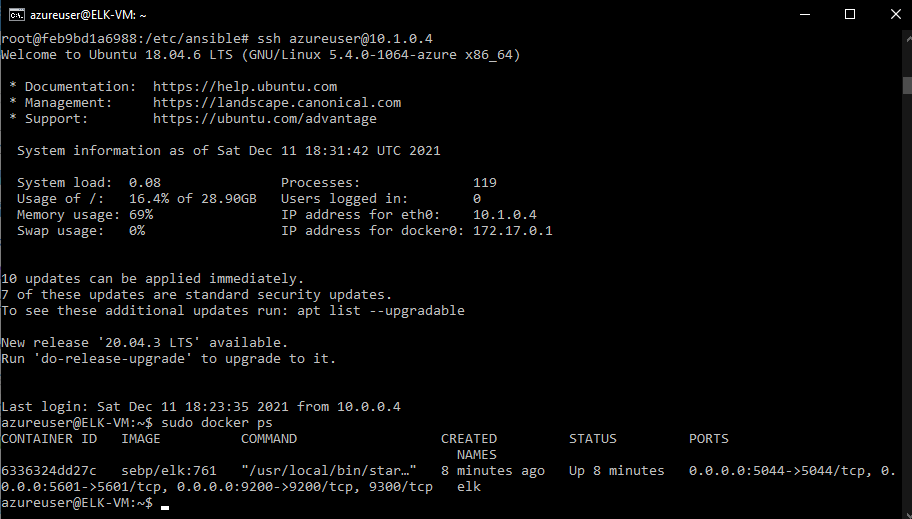 azureuser@ELK-VM: ~
root@feb9bd1a6988:/etc/ansible# ssh azureuser@10.1.0.4
Welcome to Ubuntu 18.04.6 LTS (GNU/Linux 5.4.0-1064-azure x86_64)
* Documentation:  https://help.ubuntu.com
* Management:     https://landscape.canonical.com
* Support:        https://ubuntu.com/advantage
System information as of Sat Dec 11 18:31:42 UTC 2021
System load:  0.08               Processes:              119
Usage of /:   16.4% of 28.90GB   Users logged in:        0
Memory usage: 69%                IP address for eth0:    10.1.0.4
Swap usage:   0%                 IP address for docker0: 172.17.0.1
10 updates can be applied immediately.
7 of these updates are standard security updates.
To see these additional updates run: apt list --upgradable
New release '20.04.3 LTS' available.
Run 'do-release-upgrade' to upgrade to it.
Last login: Sat Dec 11 18:23:35 2021 from 10.0.0.4
azureuser@ELK-VM:~$ sudo docker ps
CONTAINER ID   IMAGE          COMMAND                  CREATED         STATUS         PORTS
NAMES
6336324dd27c   sebp/elk:761   "/usr/local/bin/star…"   8 minutes ago   Up 8 minutes   0.0.0.0:5044->5044/tcp, 0.
0.0.0:5601->5601/tcp, 0.0.0.0:9200->9200/tcp, 9300/tcp   elk
azureuser@ELK-VM:~$